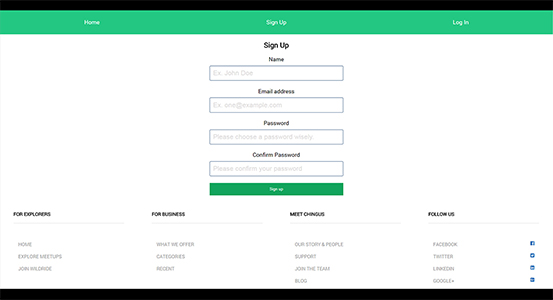 Home Sign Up Log In
Sign Up
Name
Ex. John Doe
Email address
Ex. one@example.com
Password
Please choose a password wisely.
Confirm Password
Please confirm your password
Sign up
FOR EXPLORERS FOR BUSINESS MEET CHINGUS FOLLOW US
HOME WHAT WE OFFER OUR STORY & PEOPLE FACEBOOK
EXPLORE MEETUPS CATEGORIES SUPPORT TWITTER
JOIN WILDRIDE RECENT JOIN THE TEAM LINKEDIN
BLOG GOOGLE+